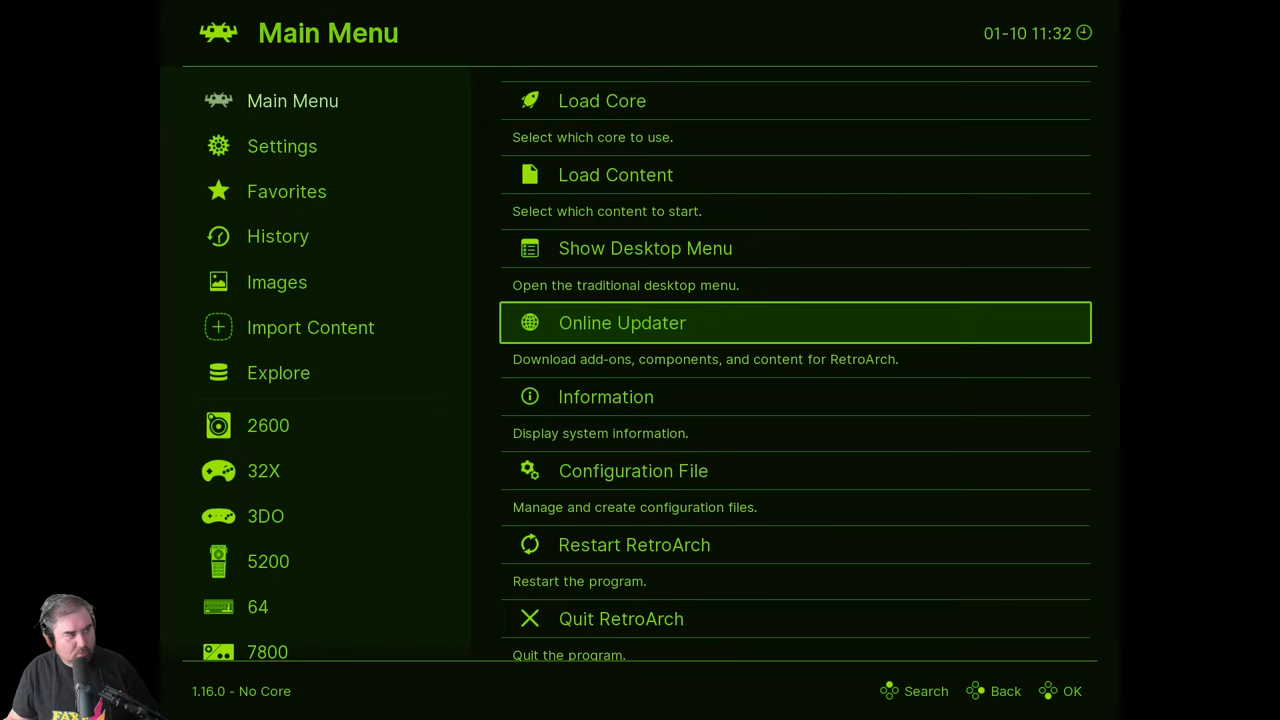 Main Menu
01-10 11:32
Main Menu
Settings
Favorites
History
Images
Import Content
Explore
2600
32X
3DO
5200
64
7800
Load Core
Select which core to use.
Load Content
Select which content to start.
Show Desktop Menu
Open the traditional desktop menu.
Online Updater
Download add-ons, components, and content for RetroArch.
Information
Display system information.
Configuration File
Manage and create configuration files.
Restart RetroArch
Restart the program.
Quit RetroArch
Quit the program.
1.16.0 - No Core
Search
Back
OK
FAX